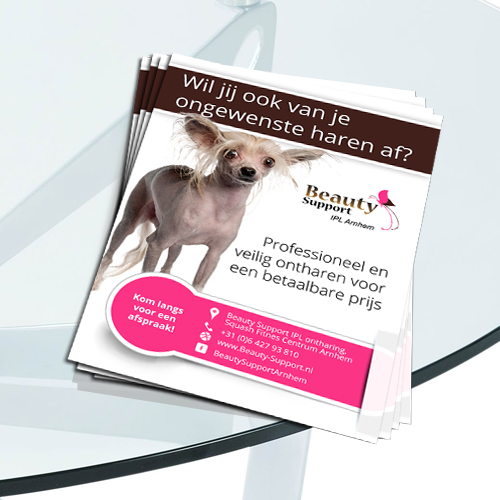 Wil jij ook van je
ongewenste haren af?
Beauty
Support
IPL Arnhem
Professioneel en
veilig ontharen voor
een betaalbare prijs
Kom langs
voor een
afspraak!
Beauty Support IPL ontharing,
Squash Fitnes Centrum Arnhem
+31 (0)6 427 93 810
www.Beauty-Support.nl
BeautySupportArnhem